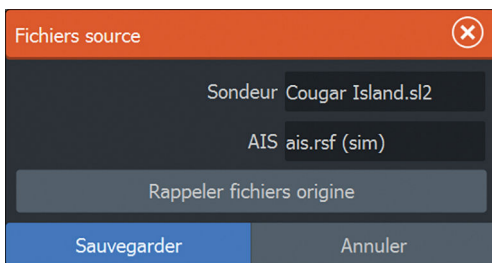 Fichiers source
Sondeur Cougar Island.sl2
AIS ais.rsf (sim)
Rappeler fichiers origine
Sauvegarder Annuler